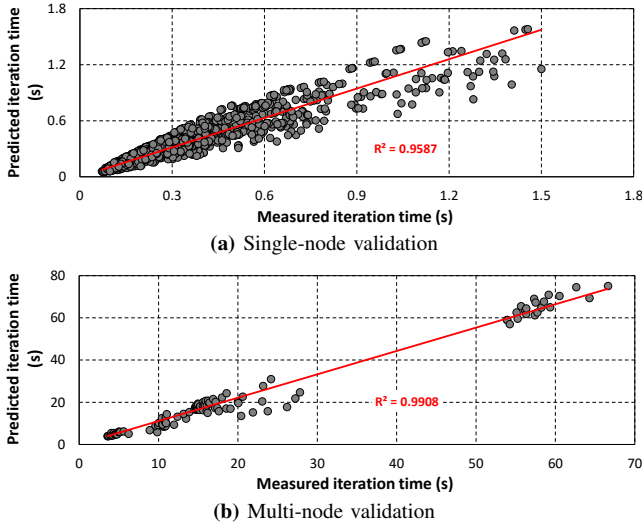 1.8
1.2
0.6
0
Predicted iteration time
(s)
R² = 0.9587
0 0.3 0.6 0.9 1.2 1.5 1.8
Measured iteration time (s)
(a) Single-node validation
80
60
40
20
0
Predicted iteration time
(s)
R² = 0.9908
0 10 20 30 40 50 60 70
Measured iteration time (s)
(b) Multi-node validation